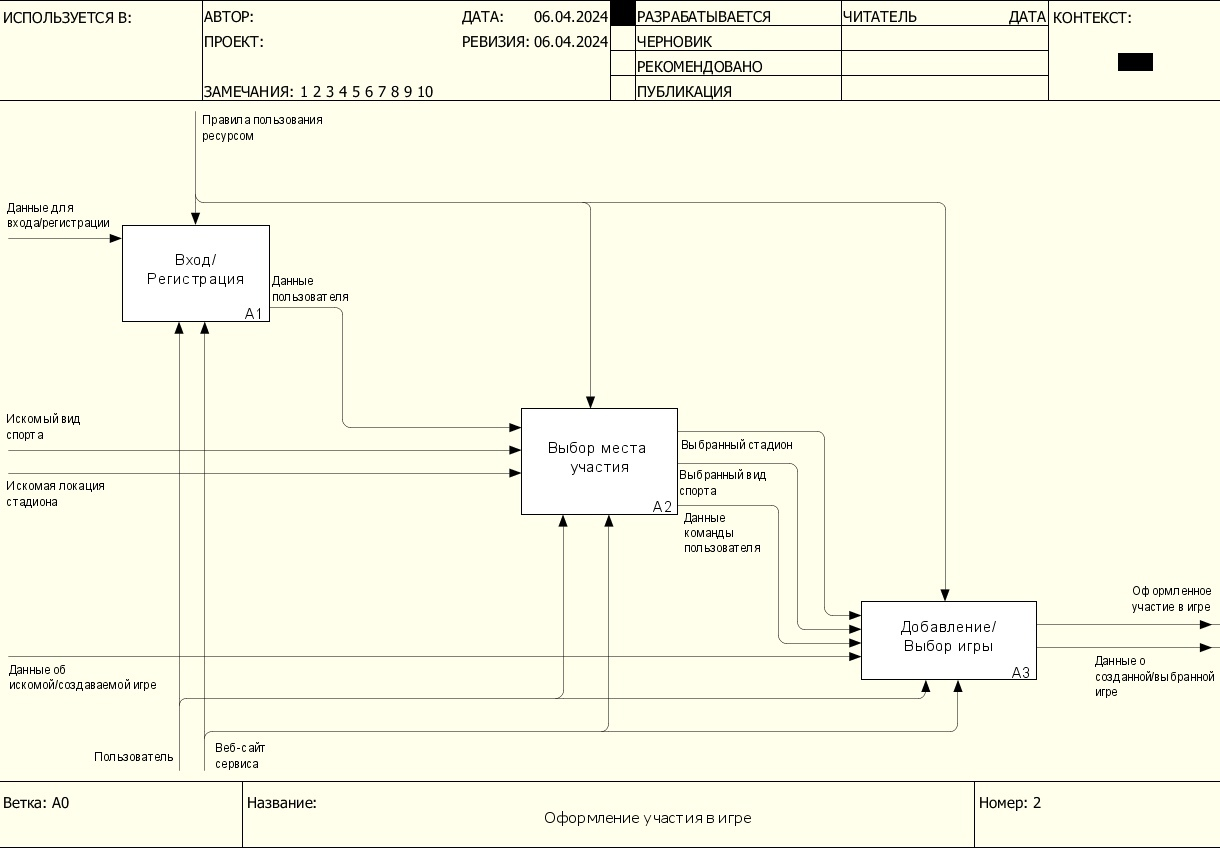 ИСПОЛЬЗУЕТСЯ В:
АВТОР:
ДАТА: 06.04.2024
РАЗРАБАТЫВАЕТСЯ
ЧИТАТЕЛЬ
ДАТА
КОНТЕКСТ:
ПРОЕКТ:
РЕВИЗИЯ: 06.04.2024
ЧЕРНОВИК
РЕКОМЕНДОВАНО
ЗАМЕЧАНИЯ: 1 2 3 4 5 6 7 8 9 10
ПУБЛИКАЦИЯ
Правила пользования
ресурсом
Данные для
входа/регистрации
Вход/
Регистрация
A1
Данные
пользователя
Искомый вид
спорта
Искомая локация
стадиона
Выбор места
участия
A2
Выбранный стадион
Выбранный вид
спорта
Данные
команды
пользователя
Добавление/
Выбор игры
A3
Оформленное
участие в игре
Данные о
созданной/выбранной
игре
Данные об
искомой/создаваемой игре
Пользователь
Веб-сайт
сервиса
Ветка: A0
Название:
Оформление участия в игре
Номер: 2